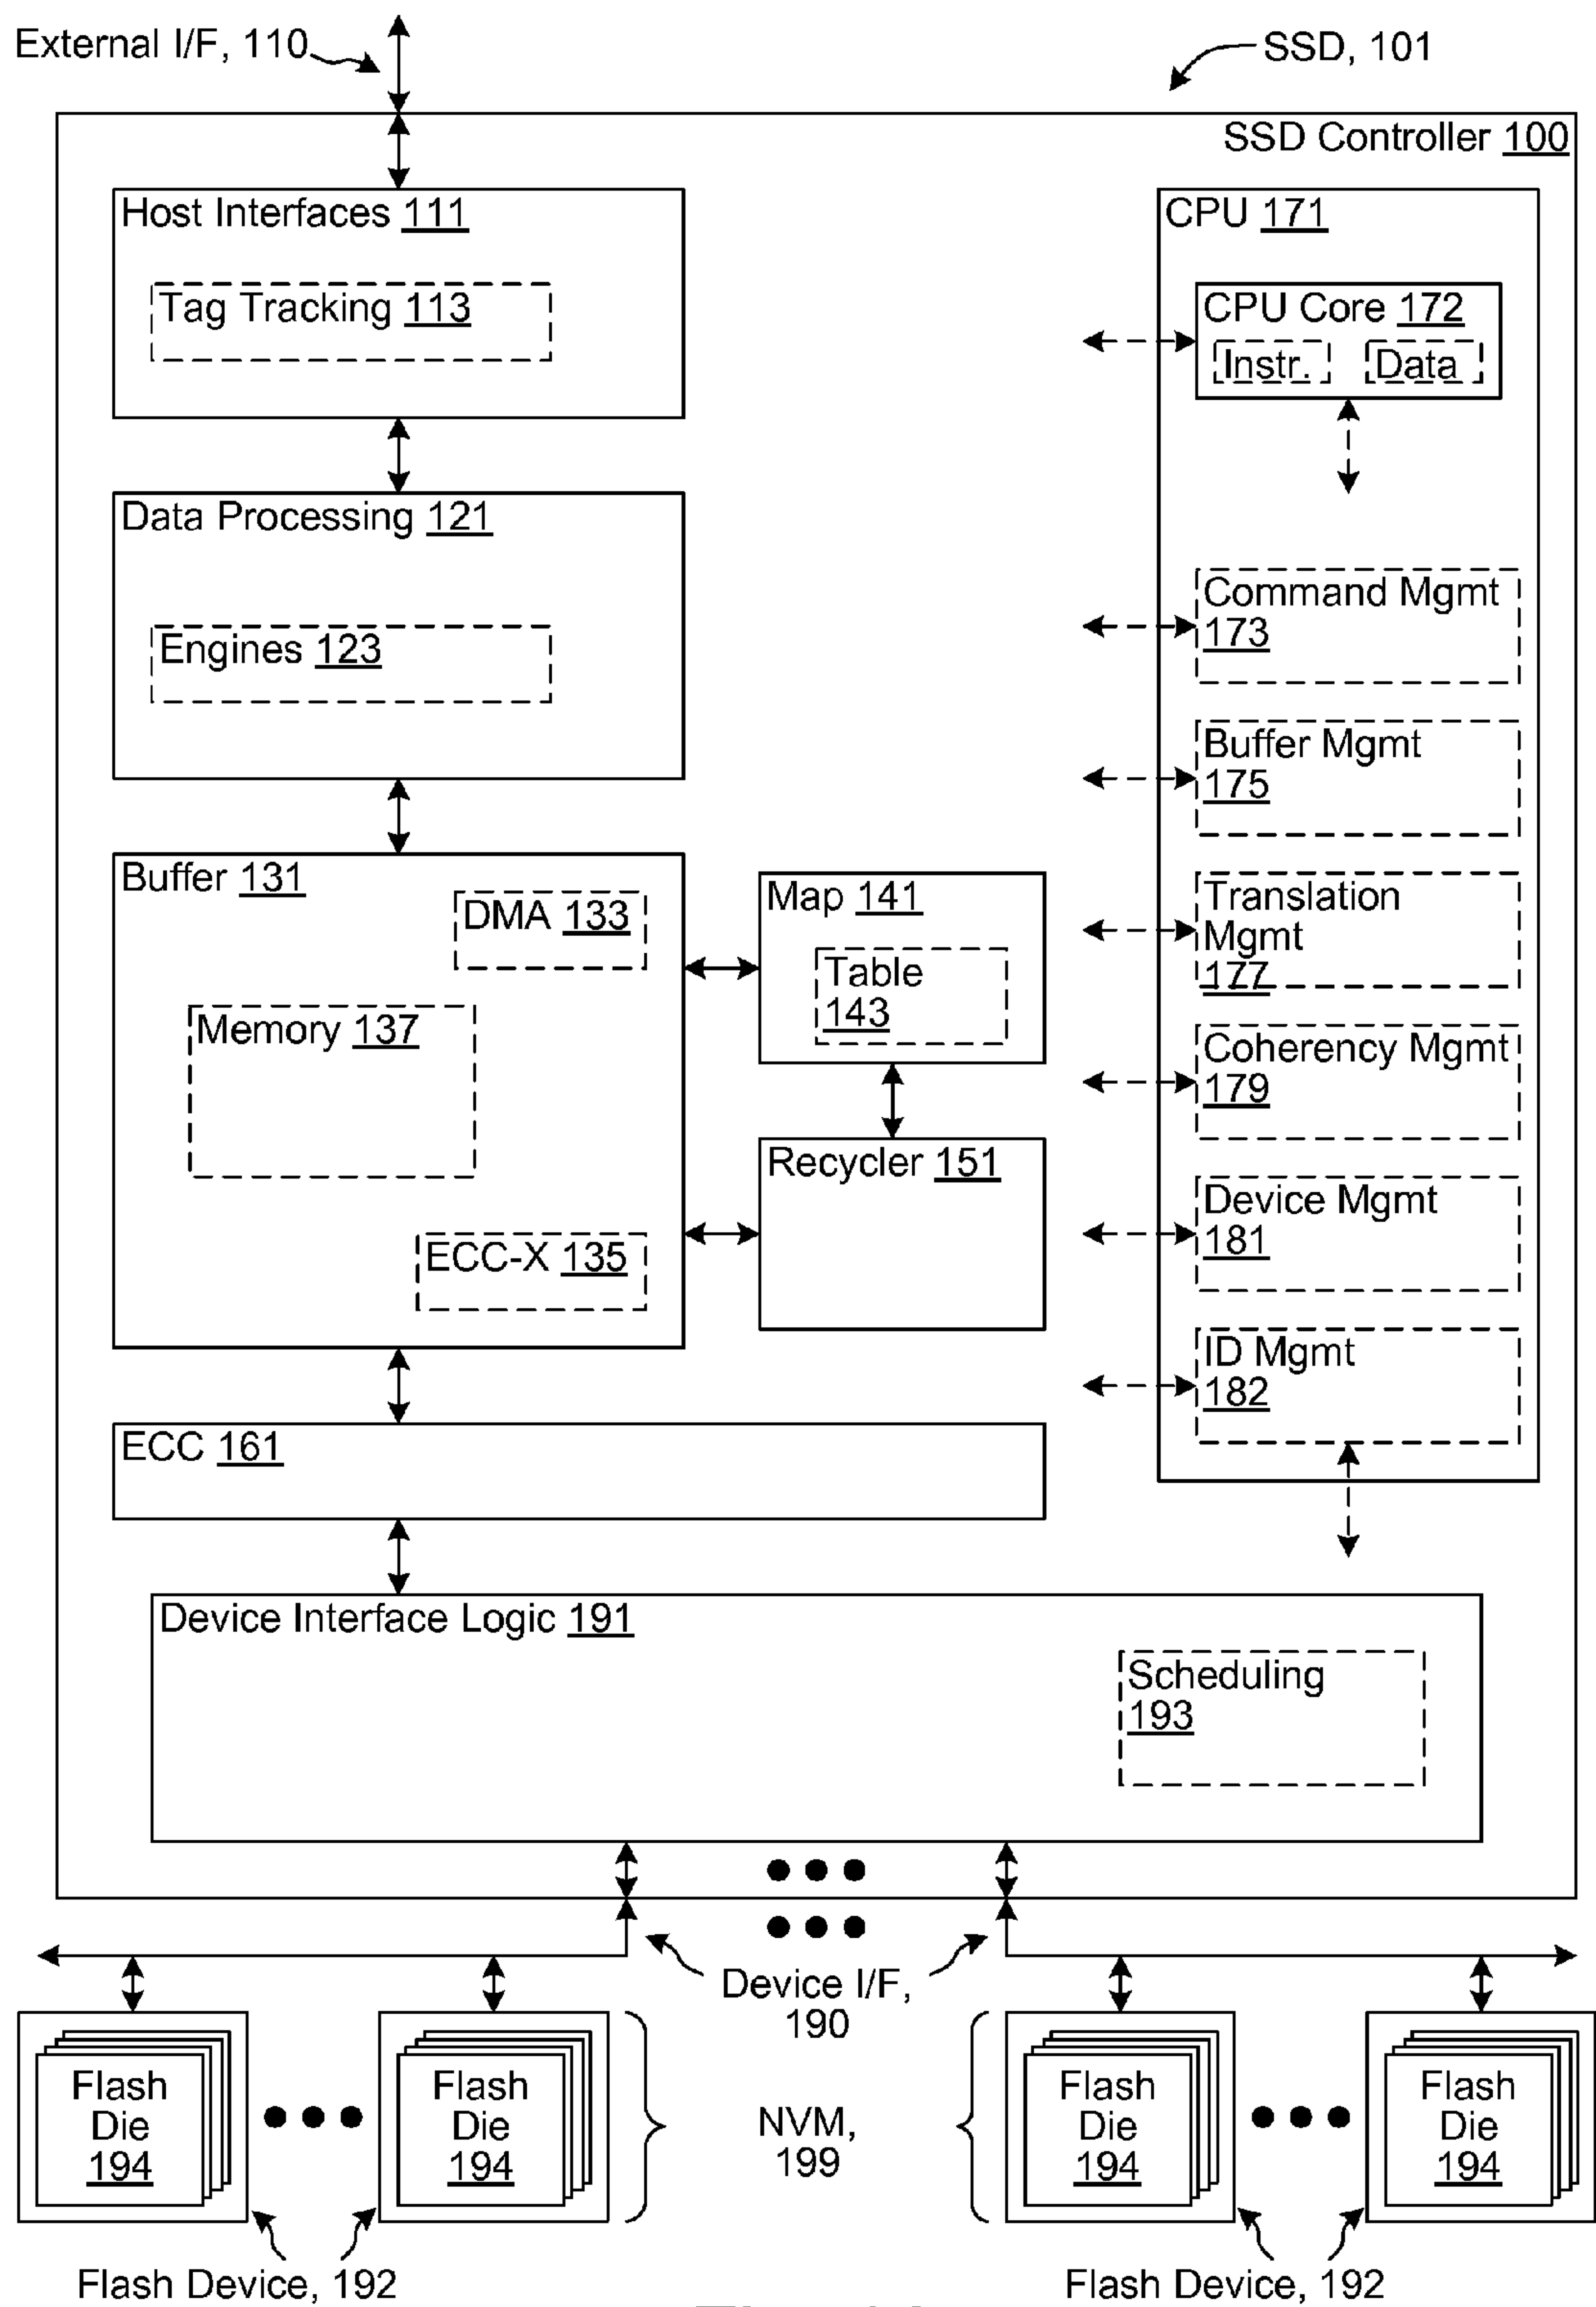 External I/F, 110
SSD, 101
SSD Controller 100
Host Interfaces 111
Tag Tracking 113
Data Processing 121
Engines 123
Buffer 131
DMA 133
Memory 137
ECC-X 135
Map 141
Table
143
Recycler 151
ECC 161
CPU 171
CPU Core 172
Instr. Data
Command Mgmt
173
Buffer Mgmt
175
Translation
Mgmt
177
Coherency Mgmt
179
Device Mgmt
181
ID Mgmt
182
Device Interface Logic 191
Scheduling
193
Device I/F,
190
Flash
Die
194
Flash
Die
194
NVM,
199
Flash
Die
194
Flash
Die
194
Flash Device, 192
Flash Device, 192